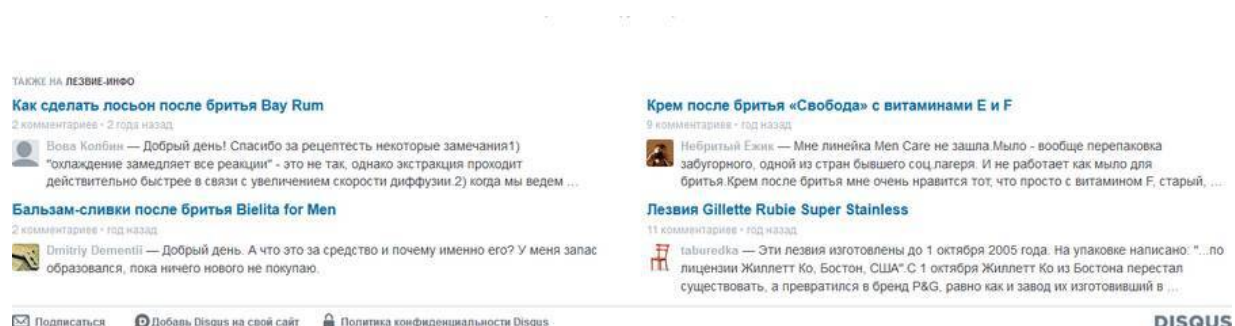 ТАКЖЕ НА ЛЕЗВИЕ-ИНФО
Как сделать лосьон после бритья Bay Rum
2 комментариев • 2 года назад
Вова Колбин — Добрый день! Спасибо за рецептесть некоторые замечания1)
"охлаждение замедляет все реакции" - это не так, однако экстракция проходит
действительно быстрее в связи с увеличением скорости диффузии.2) когда мы ведем ...
Крем после бритья «Свобода» с витаминами Е и F
9 комментариев • год назад
Небритый Ёжик — Мне линейка Men Care не зашла.Мыло - вообще перепаковка
забугорного, одной из стран бывшего соц.лагеря. И не работает как мыло для
бритья.Крем после бритья мне очень нравится тот, что просто с витамином F, старый, ...
Бальзам-сливки после бритья Bielita for Men
2 комментариев • год назад
Dmitriy Dementii — Добрый день. А что это за средство и почему именно его? У меня запас
образовался, пока ничего нового не покупаю.
Лезвия Gillette Rubie Super Stainless
11 комментариев • год назад
taburedka — Эти лезвия изготовлены до 1 октября 2005 года. На упаковке написано: "...по
лицензии Жиллетт Ко, Бостон, США".С 1 октября Жиллетт Ко из Бостона перестал
существовать, а превратился в бренд P&G, равно как и завод их изготовивший в ...
Подписаться D Добавь Disqus на свой сайт Политика конфиденциальности Disqus DISQUS